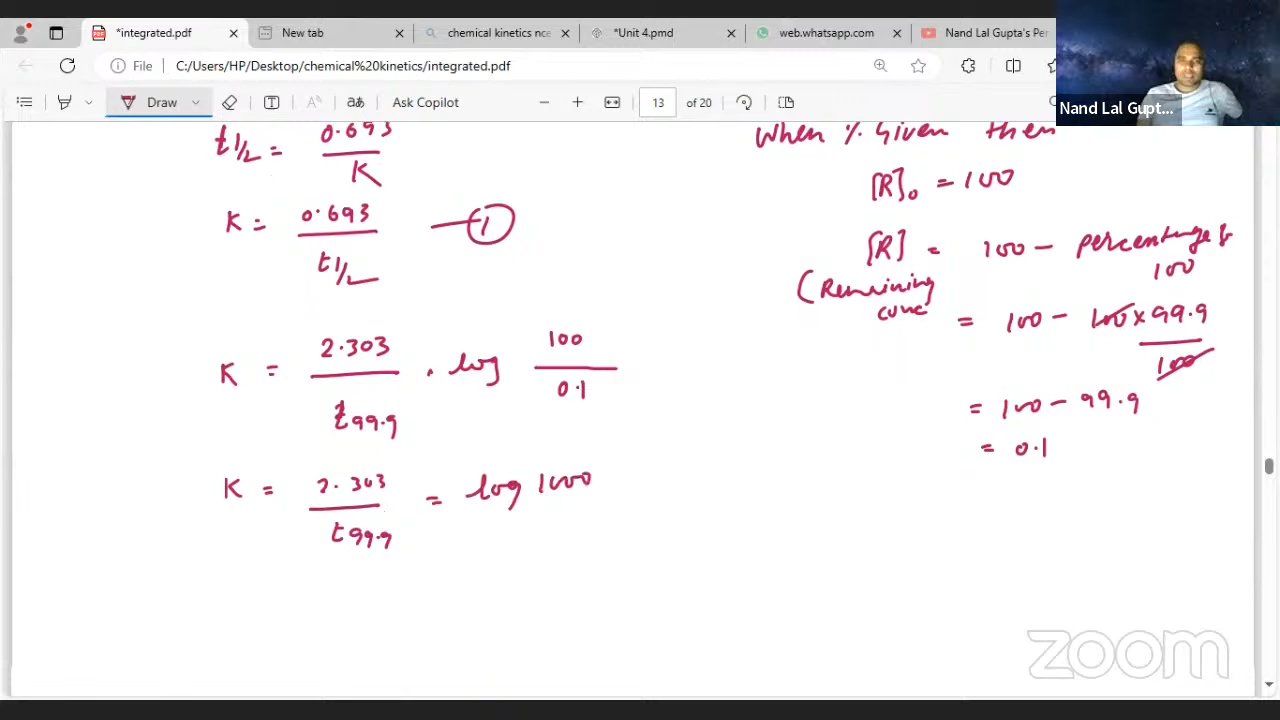 *integrated.pdf
New tab
chemical kinetics nce
*Unit 4.pmd
web.whatsapp.com
Nand Lal Gupta's Per
File C:/Users/HP/Desktop/chemical%20kinetics/integrated.pdf
Draw
Ask Copilot
13 of 20
Nand Lal Gupt...
t1/2 = 0.693 / K
K = 0.693 / t1/2 — 1
K = 2.303 / t99.9 . log 100 / 0.1
K = 2.303 / t99.9 = log 1000
When % Given then
[R]₀ = 100
[R] = 100 - percentage of 100
(Remaining
conc
= 100 - 100 × 99.9 / 100
= 100 - 99.9
= 0.1
zoom